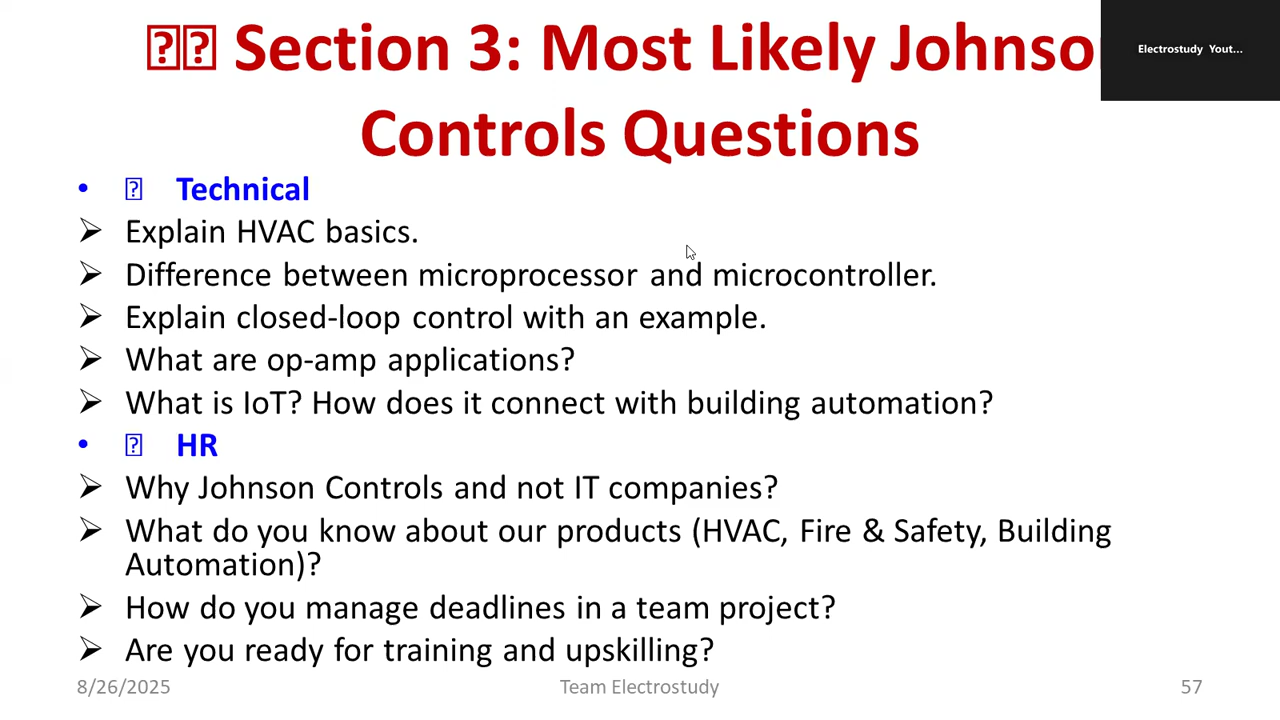 Section 3: Most Likely Johnso
Electrostudy Yout...
Controls Questions
• Technical
➢ Explain HVAC basics.
➢ Difference between microprocessor and microcontroller.
➢ Explain closed-loop control with an example.
➢ What are op-amp applications?
➢ What is IoT? How does it connect with building automation?
• HR
➢ Why Johnson Controls and not IT companies?
➢ What do you know about our products (HVAC, Fire & Safety, Building
Automation)?
➢ How do you manage deadlines in a team project?
➢ Are you ready for training and upskilling?
8/26/2025 Team Electrostudy 57